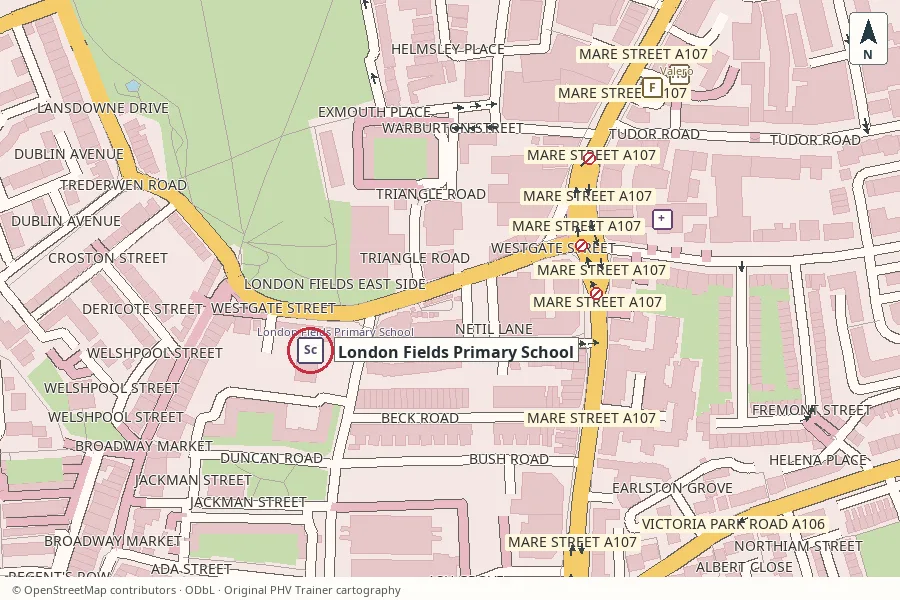 HELMSLEY PLACE
MARE STREET A107
N
Valero
F
MARE STREET A107
LANSDOWNE DRIVE
EXMOUTH PLACE
WARBURTON STREET
TUDOR ROAD
TUDOR ROAD
DUBLIN AVENUE
MARE STREET A107
TREDERWEN ROAD
TRIANGLE ROAD
MARE STREET A107
DUBLIN AVENUE
MARE STREET A107
WESTGATE STREET
CROSTON STREET
TRIANGLE ROAD
MARE STREET A107
LONDON FIELDS EAST SIDE
DERICOTE STREET
WESTGATE STREET
MARE STREET A107
London Fields Primary School
NETIL LANE
Sc
London Fields Primary School
WELSHPOOL STREET
WELSHPOOL STREET
FREMONT STREET
WELSHPOOL STREET
BECK ROAD
MARE STREET A107
BROADWAY MARKET
DUNCAN ROAD
BUSH ROAD
HELENA PLACE
JACKMAN STREET
EARLSTON GROVE
JACKMAN STREET
VICTORIA PARK ROAD A106
BROADWAY MARKET
MARE STREET A107
NORTHIAM STREET
ADA STREET
ALBERT CLOSE
REGENT'S ROW
© OpenStreetMap contributors · ODbL · Original PHV Trainer cartography